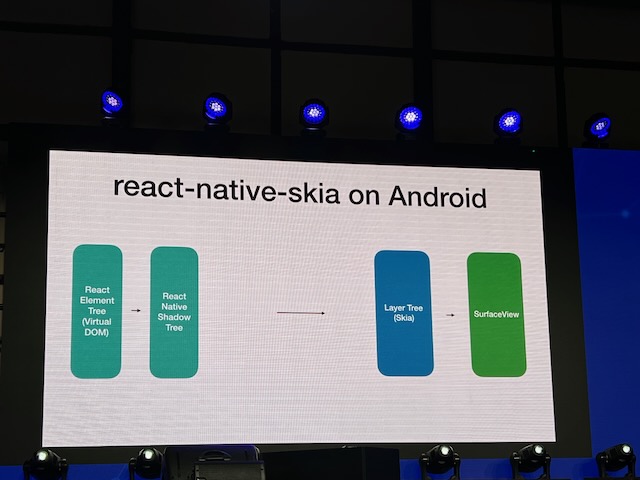 react-native-skia on Android
React
Element
Tree
(Virtual
DOM)
React
Native
Shadow
Tree
Layer Tree
(Skia)
SurfaceView